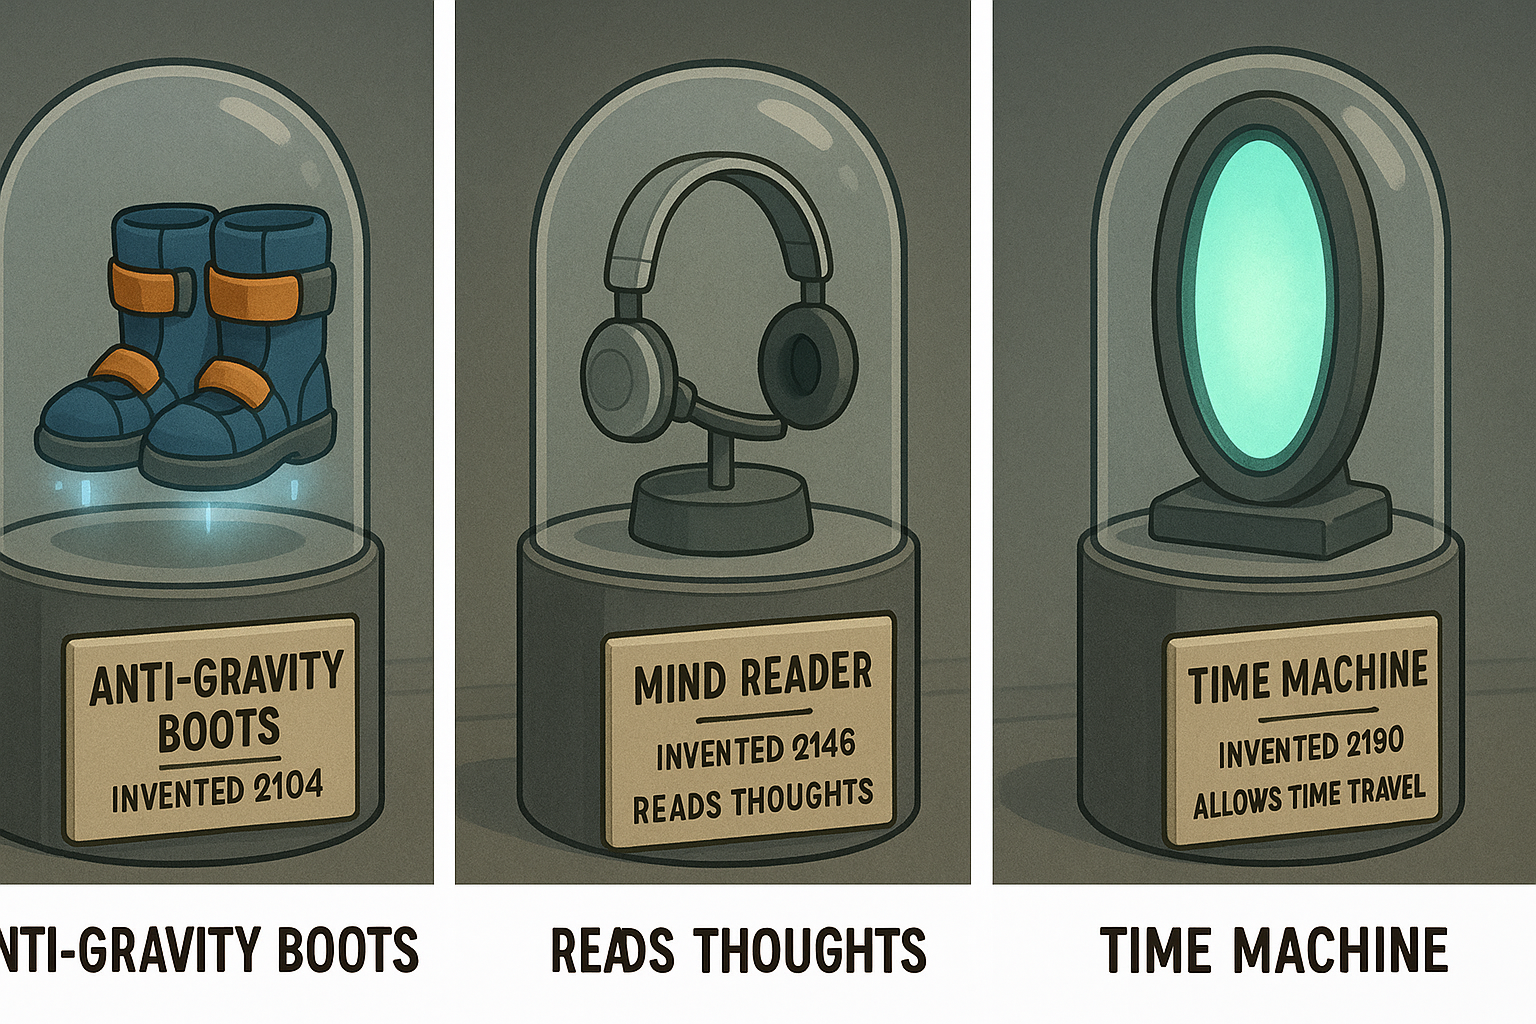 ANTI-GRAVITY
BOOTS
INVENTED 2104
MIND READER
INVENTED 2146
READS THOUGHTS
TIME MACHINE
INVENTED 2190
ALLOWS TIME TRAVEL
NTI-GRAVITY BOOTS
READS THOUGHTS
TIME MACHINE